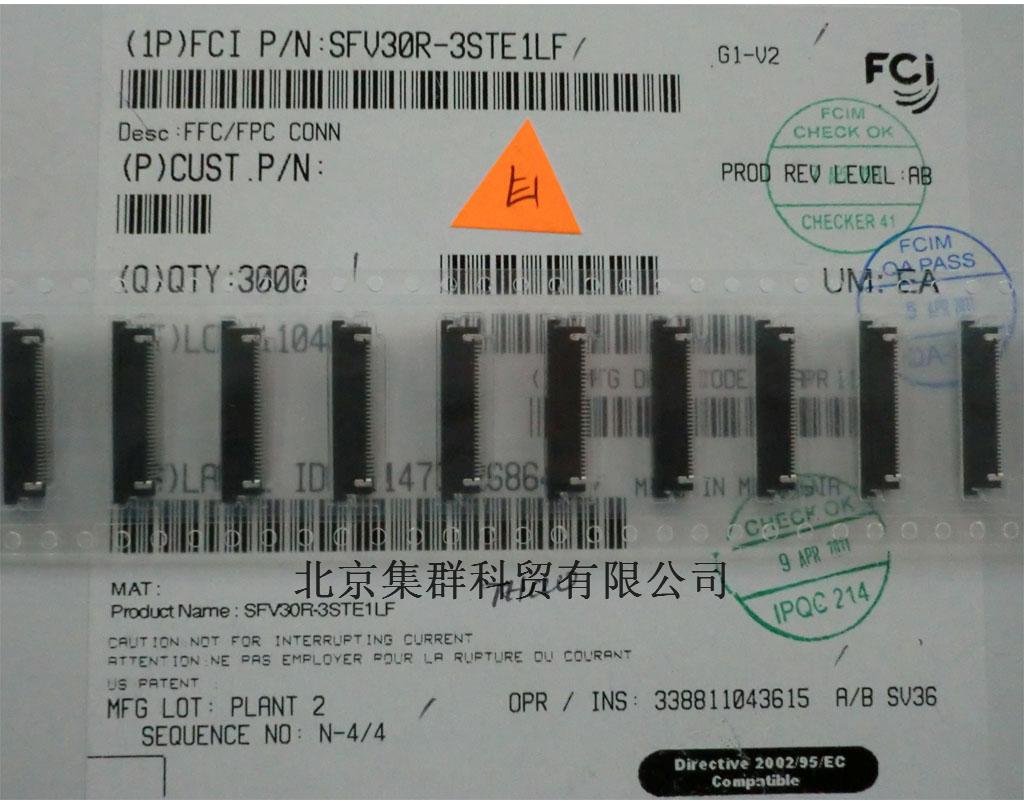 (1P)FCI P/N:SFV30R-3STE1LF
G1-V2
FCi
Desc:FFC/FPC CONN
FCIM
CHECK OK
(P)CUST.P/N:
PROD REV LEVEL:AB
CHECKER 41
(Q)QTY:3000
UM: EA
FCIM
QA PASS
5 APR 2011
IN
CHECK OK
9 APR 2011
IPQC 214
北京集群科贸有限公司
MAT:
Product Name : SFV30R-3STE1LF
CAUTION NOT FOR INTERRUPTING CURRENT
ATTENTION:NE PAS EMPLOYER POUR LA RUPTURE DU COURANT
US PATENT
MFG LOT: PLANT 2
OPR / INS: 338811043615 A/B SV36
SEQUENCE NO: N-4/4
Directive 2002/95/EC
Compatible